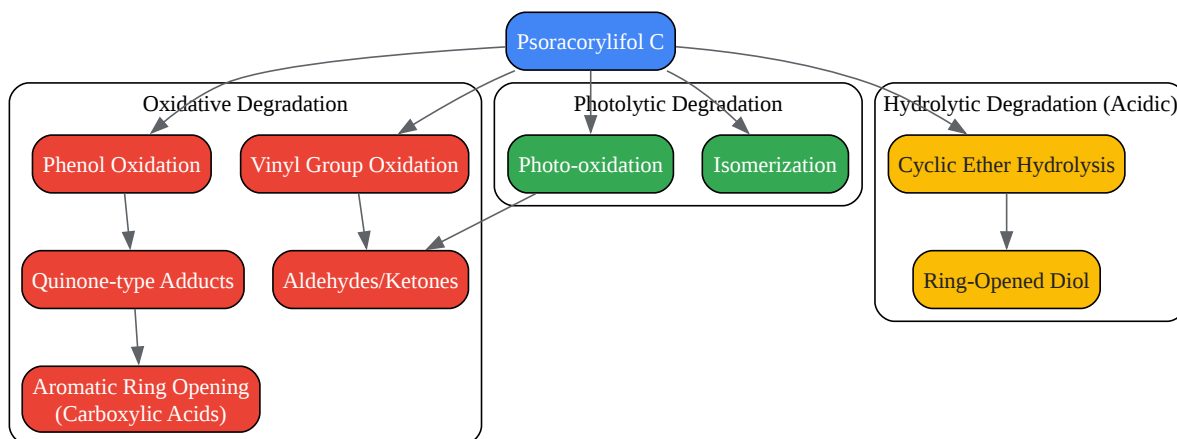 Psoracorylifol C
Oxidative Degradation
Photolytic Degradation
Hydrolytic Degradation (Acidic)
Phenol Oxidation
Vinyl Group Oxidation
Photo-oxidation
Isomerization
Cyclic Ether Hydrolysis
Quinone-type Adducts
Aldehydes/Ketones
Ring-Opened Diol
Aromatic Ring Opening
(Carboxylic Acids)